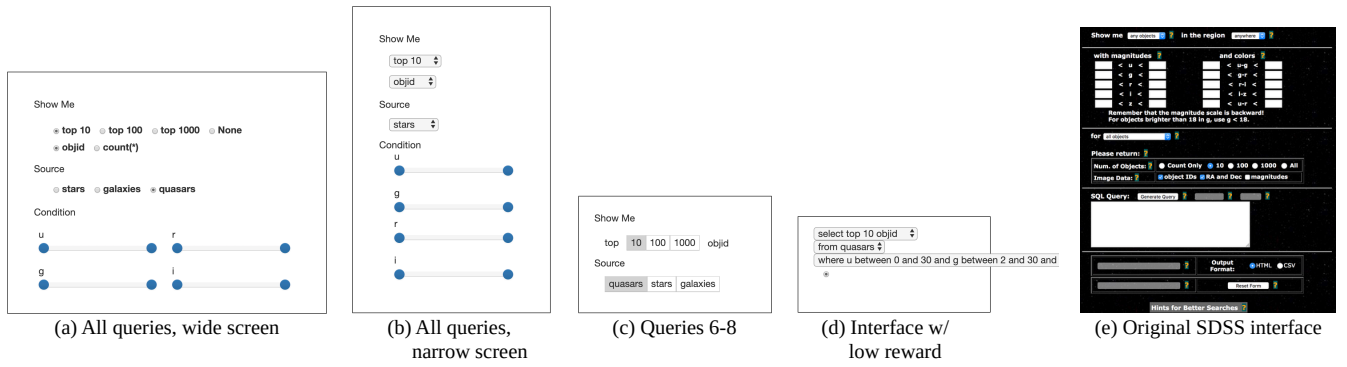 Show Me
top 10 top 100 top 1000 None
objid count(*)
Source
stars galaxies quasars
Condition
u r
g i
(a) All queries, wide screen
Show Me
top 10
objid
Source
stars
Condition
u
g
r
i
(b) All queries,
narrow screen
Show Me
top 10 100 1000 objid
Source
quasars stars galaxies
(c) Queries 6-8
select top 10 objid
from quasars
where u between 0 and 30 and g between 2 and 30 and
(d) Interface w/
low reward
Show me any objects ? in the region anywhere ?
with magnitudes ? and colors ?
< u < < u-g <
< g < < g-r <
< r < < r-i <
< i < < i-z <
< z < < u-r <
Remember that the magnitude scale is backward!
For objects brighter than 18 in g, use g < 18.
for all objects ?
Please return: ?
Num. of Objects: ? Count Only 10 100 1000 All
Image Data: ? object IDs RA and Dec magnitudes
SQL Query: Generate Query ? ? ?
? Output
Format: HTML CSV
? Reset Form ?
Hints for Better Searches ?
(e) Original SDSS interface